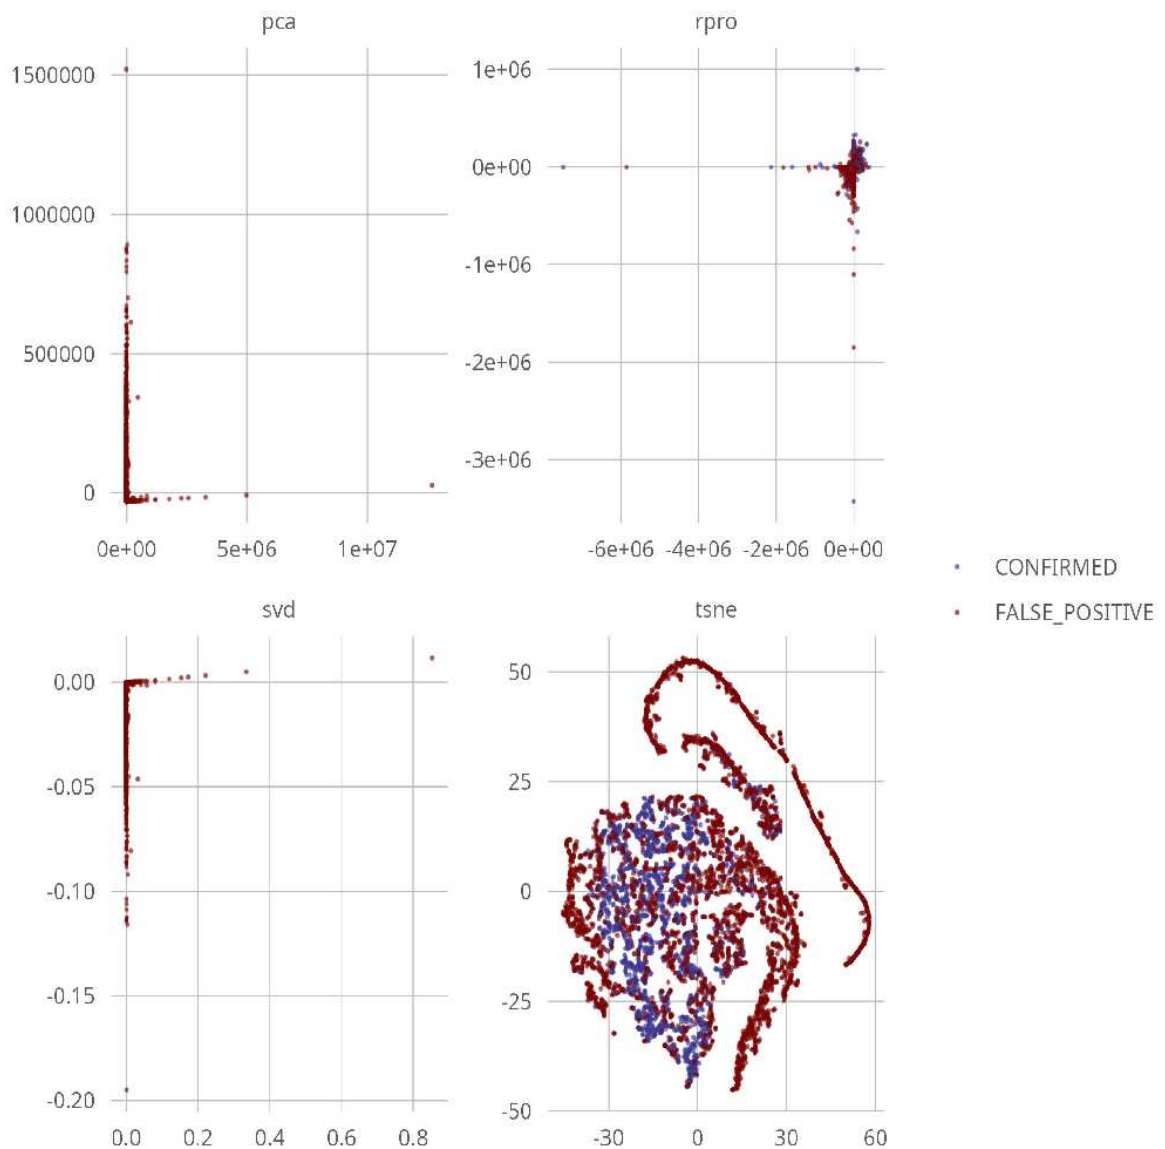 pca
rpro
1500000
1000000
500000
0
0e+00 5e+06 1e+07
1e+06
0e+00
-1e+06
-2e+06
-3e+06
-6e+06 -4e+06 -2e+06 0e+00
CONFIRMED
FALSE_POSITIVE
svd
tsne
0.00
-0.05
-0.10
-0.15
-0.20
0.0 0.2 0.4 0.6 0.8
50
25
0
-25
-50
-30 0 30 60